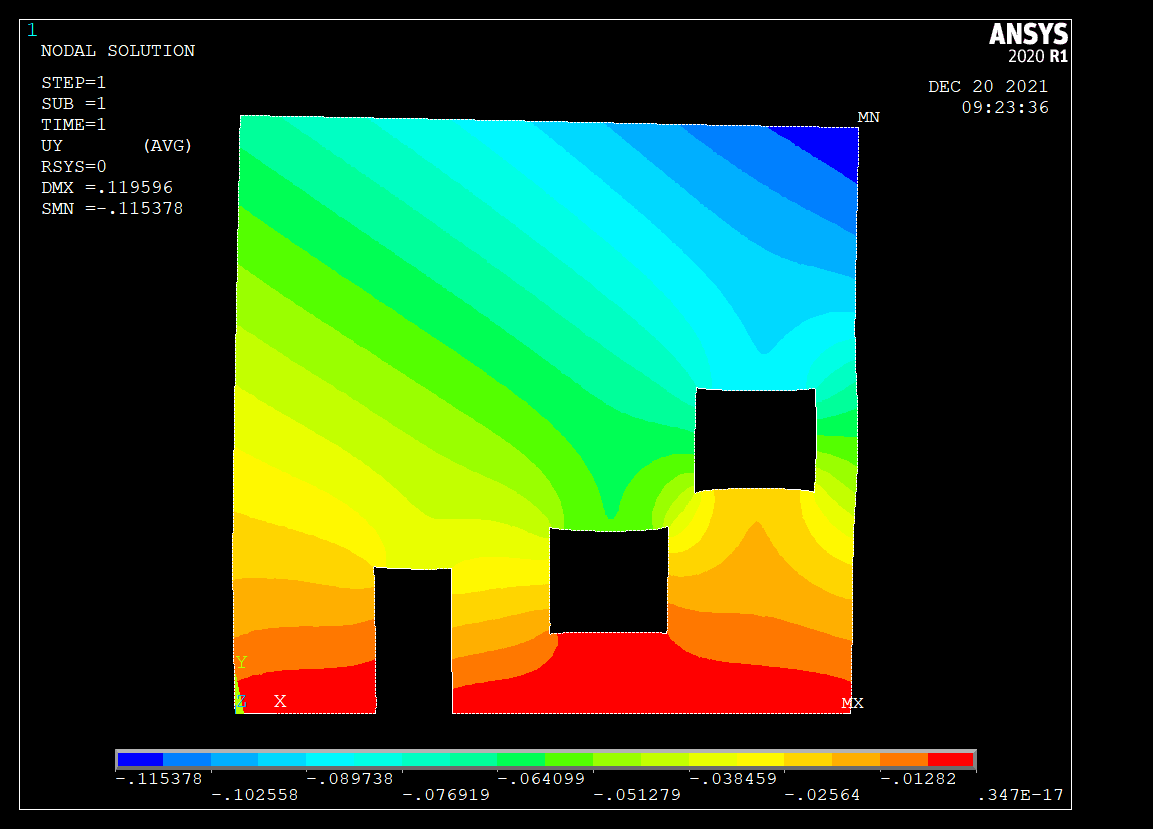 1
ANSYS
2020 R1
NODAL SOLUTION
STEP=1
SUB =1
TIME=1
UY (AVG)
RSYS=0
DMX =.119596
SMN =-.115378
DEC 20 2021
09:23:36
MN
Y
Z X
MX
-.115378 -.089738 -.064099 -.038459 -.01282
-.102558 -.076919 -.051279 -.02564 .347E-17